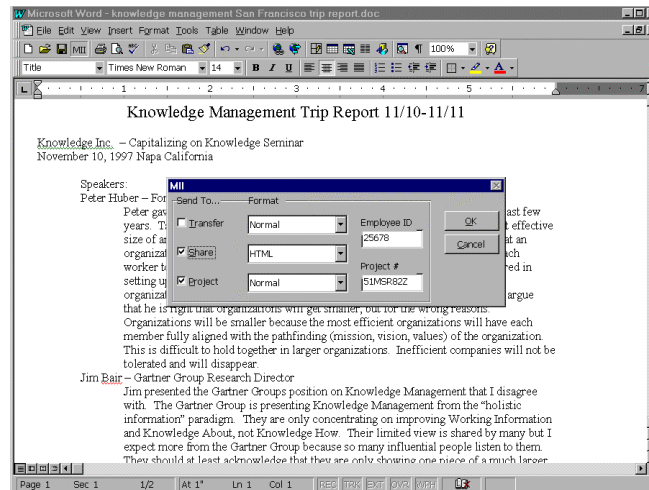 Microsoft Word - knowledge management San Francisco trip report.doc
File Edit View Insert Format Tools Table Window Help
MII 100%
Title Times New Roman 14 B I U
1 2 3 4 5 7
Knowledge Management Trip Report 11/10-11/11
Knowledge Inc. – Capitalizing on Knowledge Seminar
November 10, 1997 Napa California
Speakers:
Peter Huber – For
MII
Send To... Format
Transfer Normal Employee ID OK
25678
Share HTML Cancel
Project #
Project Normal 51MSR82Z
Peter gav ast few
years. T t effective
size of a at an
organizat ch
worker to red in
setting up
organizat argue
that he is right that organizations will get smaller, but for the wrong reasons.
Organizations will be smaller because the most efficient organizations will have each
member fully aligned with the pathfinding (mission, vision, values) of the organization.
This is difficult to hold together in larger organizations. Inefficient companies will not be
tolerated and will disappear.
Jim Bair – Gartner Group Research Director
Jim presented the Gartner Groups position on Knowledge Management that I disagree
with. The Gartner Group is presenting Knowledge Management from the “holistic
information” paradigm. They are only concentrating on improving Working Information
and Knowledge About, not Knowledge How. Their limited view is shared by many but I
expect more from the Gartner Group because so many influential people listen to them.
They should at least acknowledge that they are only showing one piece of a much larger
Page 1 Sec 1 1/2 At 1" Ln 1 Col 1 REC TRK EXT OVR WPH